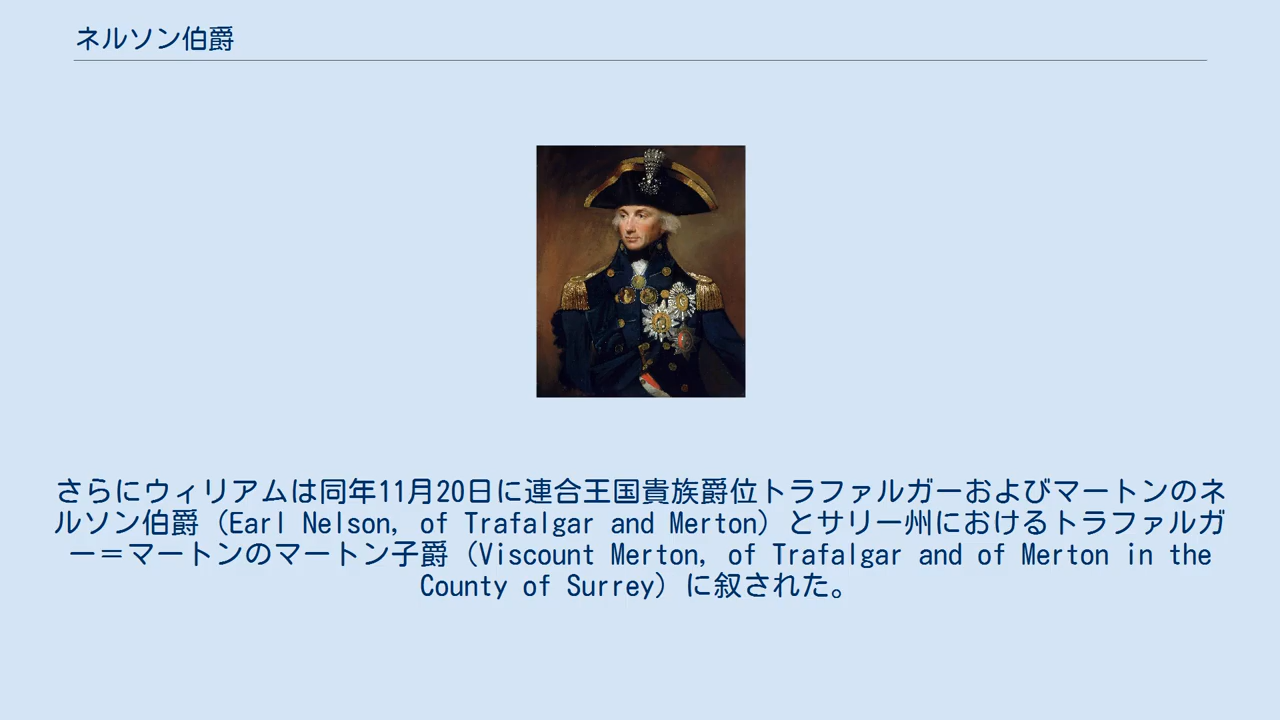 ネルソン伯爵
さらにウィリアムは同年11月20日に連合王国貴族爵位トラファルガーおよびマートンのネ
ルソン伯爵（Earl Nelson, of Trafalgar and Merton）とサリー州におけるトラファルガ
ー＝マートンのマートン子爵（Viscount Merton, of Trafalgar and of Merton in the
County of Surrey）に叙された。